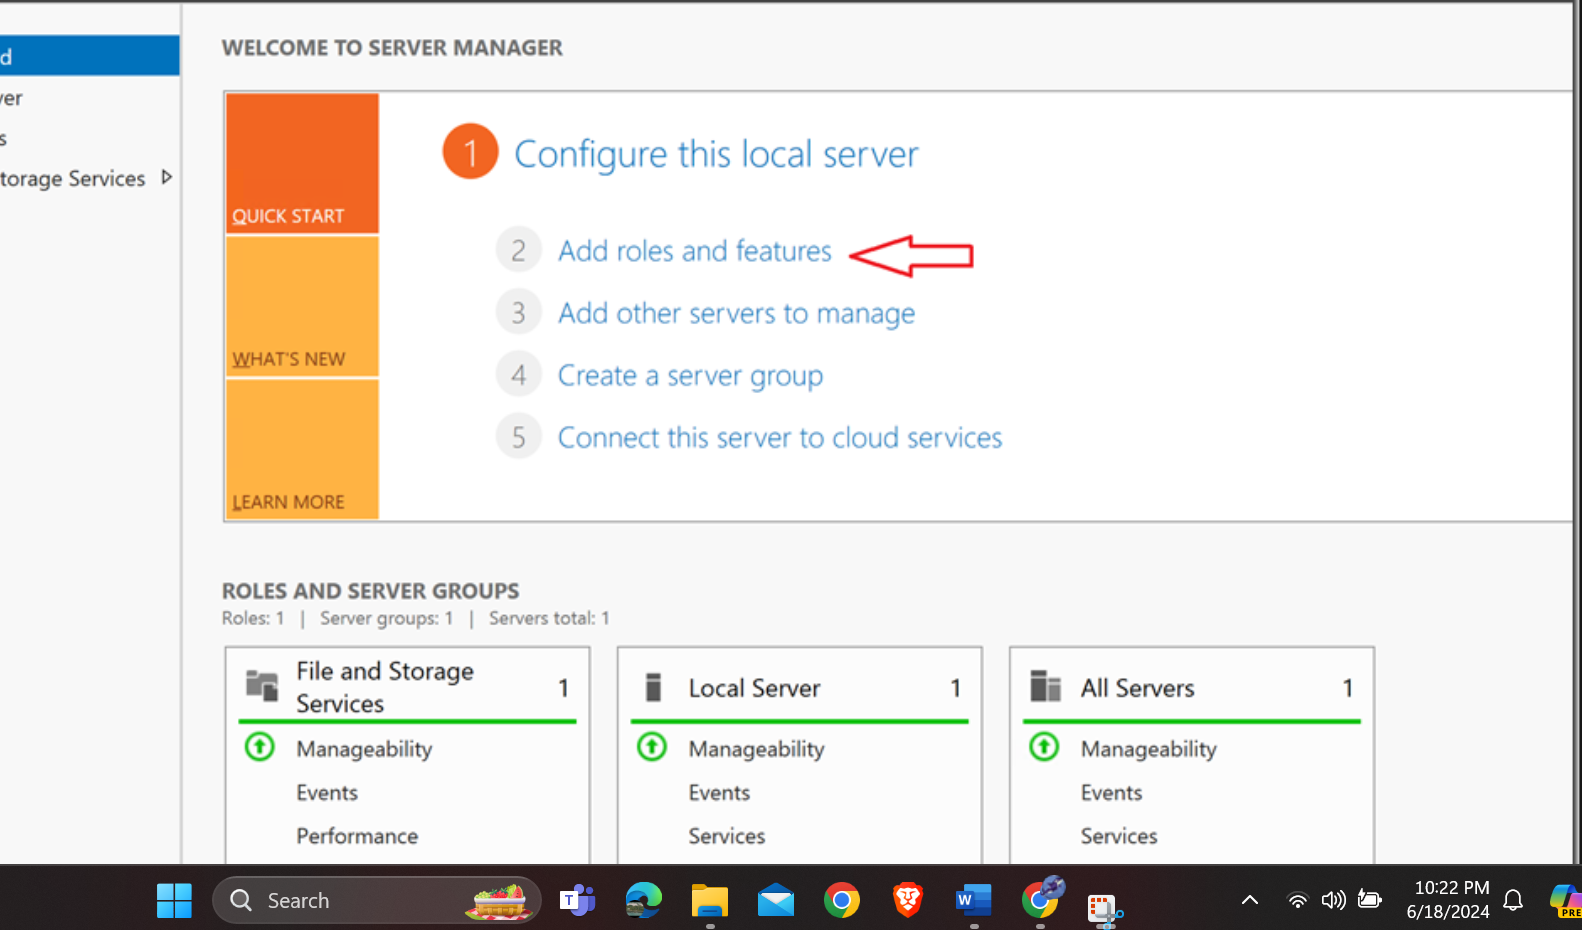 WELCOME TO SERVER MANAGER
d
ver
s
torage Services
QUICK START
WHAT'S NEW
LEARN MORE
1 Configure this local server
2 Add roles and features
3 Add other servers to manage
4 Create a server group
5 Connect this server to cloud services
ROLES AND SERVER GROUPS
Roles: 1 | Server groups: 1 | Servers total: 1
File and Storage
Services 1
Manageability
Events
Performance
Local Server 1
Manageability
Events
Services
All Servers 1
Manageability
Events
Services
Search
T
W
10:22 PM
6/18/2024
PRE